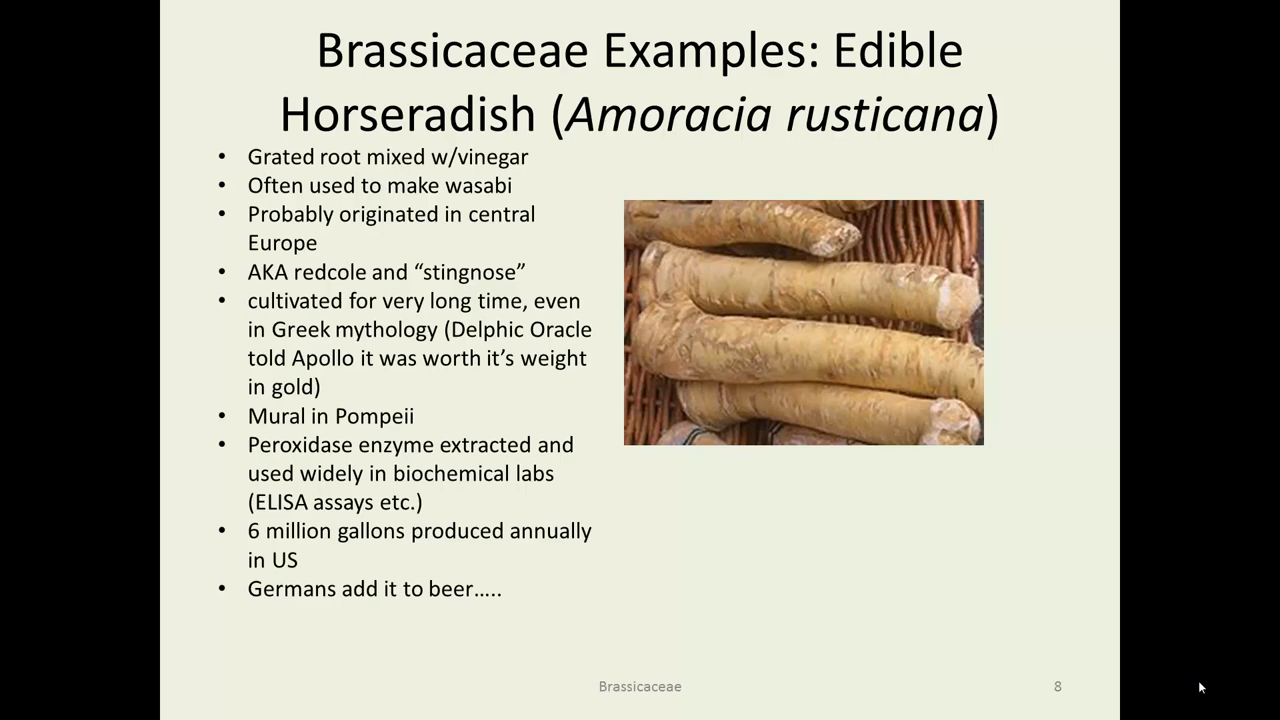 Brassicaceae Examples: Edible
Horseradish (Amoracia rusticana)
• Grated root mixed w/vinegar
• Often used to make wasabi
• Probably originated in central
Europe
• AKA redcole and “stingnose”
• cultivated for very long time, even
in Greek mythology (Delphic Oracle
told Apollo it was worth it’s weight
in gold)
• Mural in Pompeii
• Peroxidase enzyme extracted and
used widely in biochemical labs
(ELISA assays etc.)
• 6 million gallons produced annually
in US
• Germans add it to beer…..
Brassicaceae
8